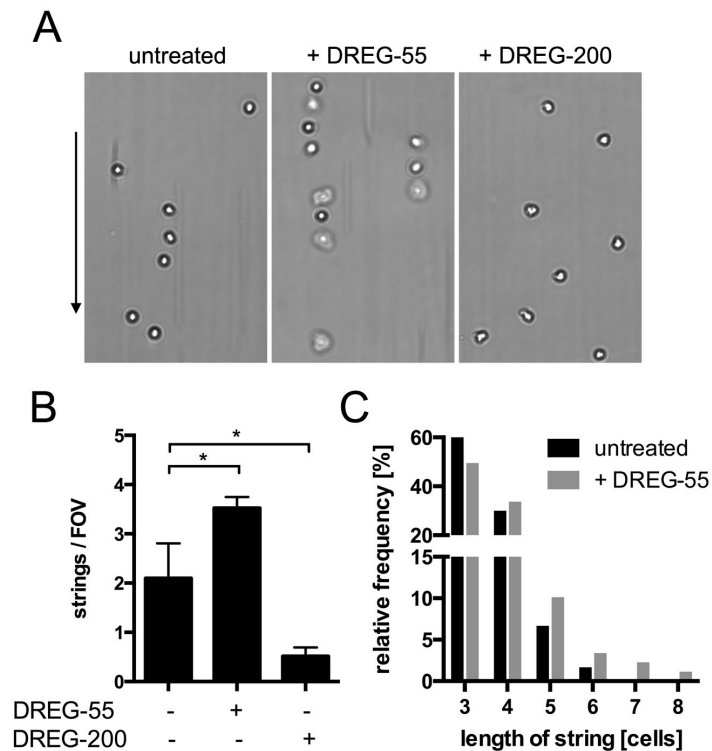 A
untreated
+ DREG-55
+ DREG-200
B
5
4
3
2
1
0
strings / FOV
*
*
DREG-55 - + -
DREG-200 - - +
C
untreated
+ DREG-55
60
40
20
15
10
5
0
relative frequency [%]
3 4 5 6 7 8
length of string [cells]